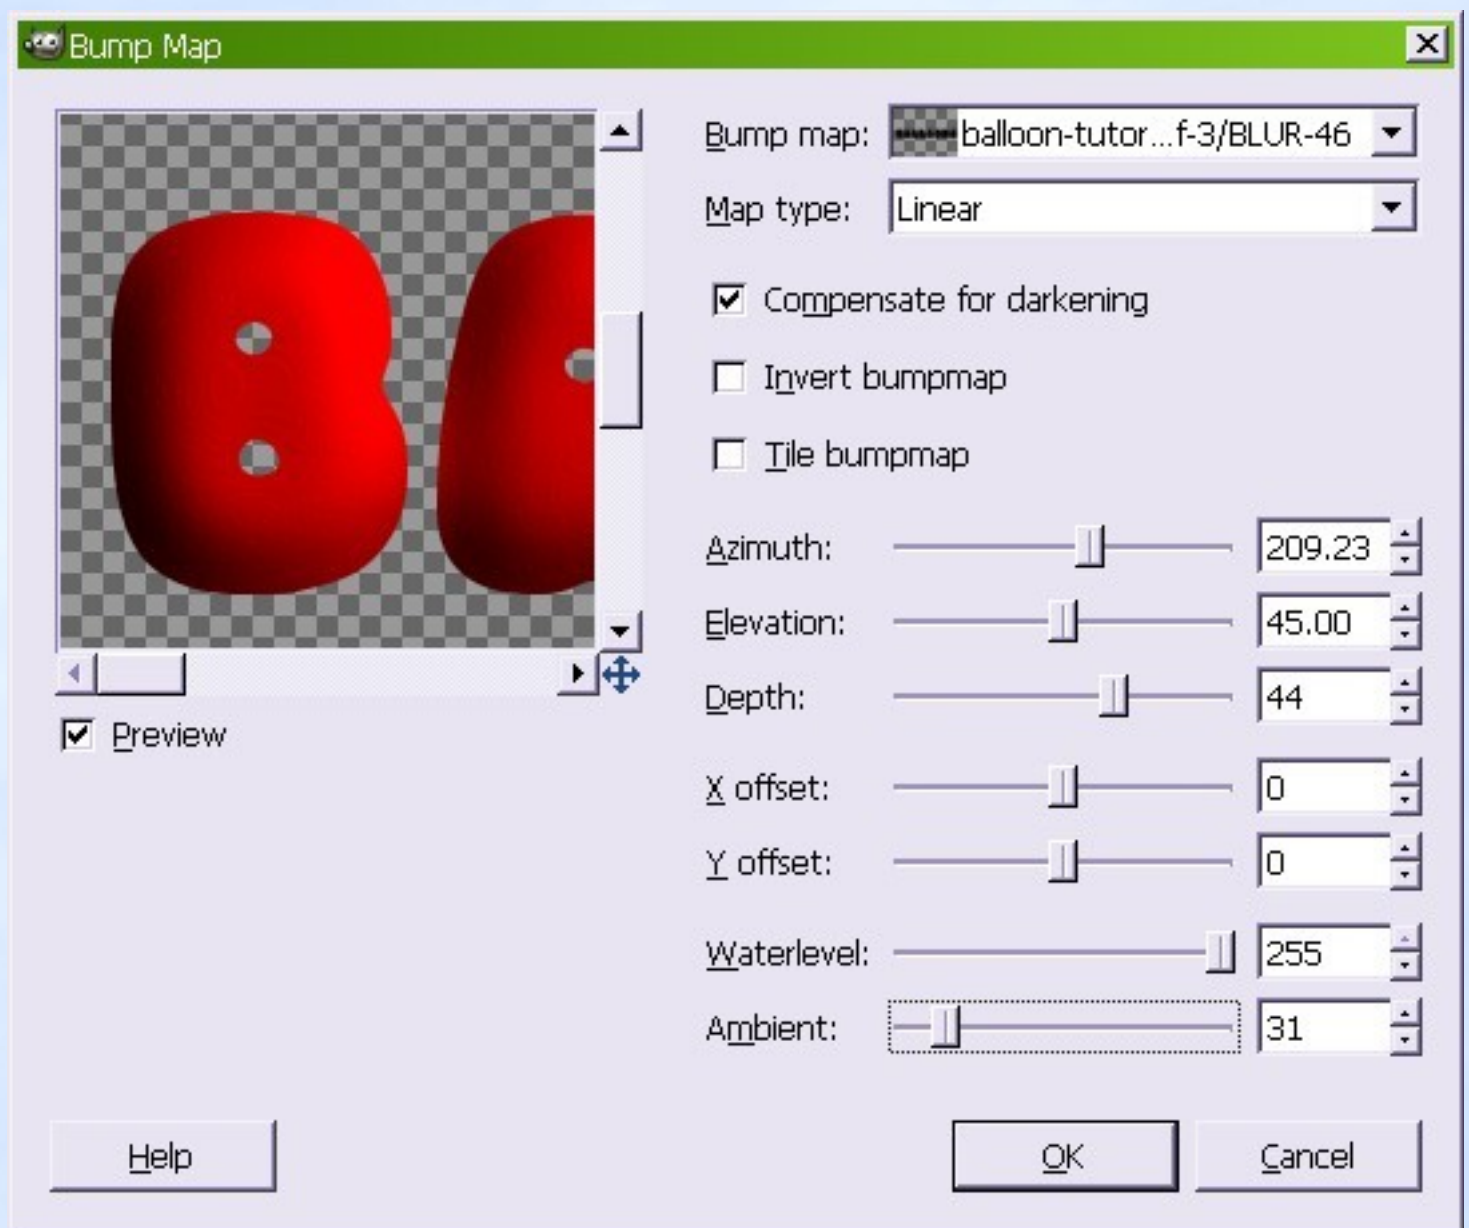 Bump Map
Bump map: balloon-tutor...f-3/BLUR-46
Map type: Linear
Compensate for darkening
Invert bumpmap
Tile bumpmap
Azimuth: 209.23
Elevation: 45.00
Depth: 44
X offset: 0
Y offset: 0
Waterlevel: 255
Ambient: 31
B
Preview
Help
OK
Cancel